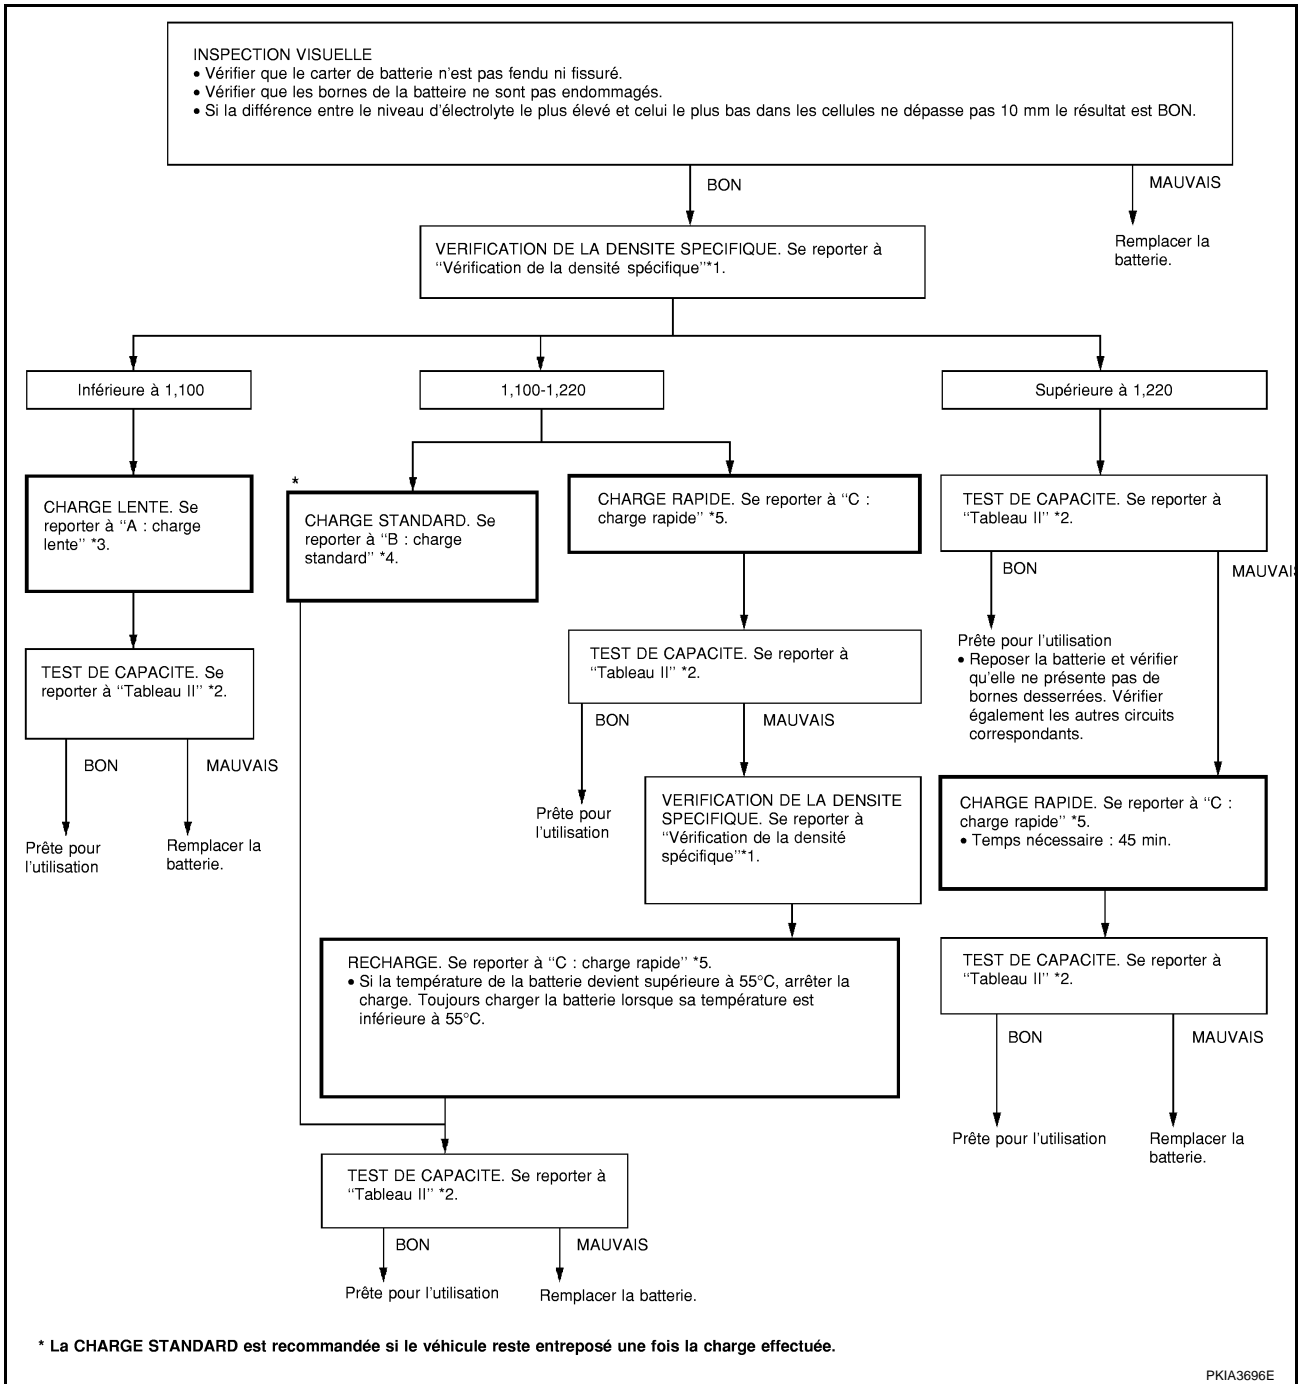 INSPECTION VISUELLE
• Vérifier que le carter de batterie n'est pas fendu ni fissuré.
• Vérifier que les bornes de la batteire ne sont pas endommagés.
• Si la différence entre le niveau d'électrolyte le plus élevé et celui le plus bas dans les cellules ne dépasse pas 10 mm le résultat est BON.
BON
MAUVAIS
Remplacer la
batterie.
VERIFICATION DE LA DENSITE SPECIFIQUE. Se reporter à
‘‘Vérification de la densité spécifique’’*1.
Inférieure à 1,100
1,100-1,220
Supérieure à 1,220
CHARGE LENTE. Se
reporter à ‘‘A : charge
lente’’ *3.
*
CHARGE STANDARD. Se
reporter à ‘‘B : charge
standard’’ *4.
CHARGE RAPIDE. Se reporter à ‘‘C :
charge rapide’’ *5.
TEST DE CAPACITE. Se reporter à
‘‘Tableau II’’ *2.
BON
MAUVAIS
Prête pour l'utilisation
• Reposer la batterie et vérifier
qu'elle ne présente pas de
bornes desserrées. Vérifier
également les autres circuits
correspondants.
TEST DE CAPACITE. Se
reporter à ‘‘Tableau II’’ *2.
BON
MAUVAIS
Prête pour
l'utilisation
Remplacer la
batterie.
TEST DE CAPACITE. Se reporter à
‘‘Tableau II’’ *2.
BON
MAUVAIS
Prête pour
l'utilisation
VERIFICATION DE LA DENSITE
SPECIFIQUE. Se reporter à
‘‘Vérification de la densité
spécifique’’*1.
CHARGE RAPIDE. Se reporter à ‘‘C :
charge rapide’’ *5.
• Temps nécessaire : 45 min.
RECHARGE. Se reporter à ‘‘C : charge rapide’’ *5.
• Si la température de la batterie devient supérieure à 55°C, arrêter la
charge. Toujours charger la batterie lorsque sa température est
inférieure à 55°C.
TEST DE CAPACITE. Se reporter à
‘‘Tableau II’’ *2.
BON
MAUVAIS
Prête pour l'utilisation
Remplacer la
batterie.
TEST DE CAPACITE. Se reporter à
‘‘Tableau II’’ *2.
BON
MAUVAIS
Prête pour l'utilisation
Remplacer la batterie.
* La CHARGE STANDARD est recommandée si le véhicule reste entreposé une fois la charge effectuée.
PKIA3696E